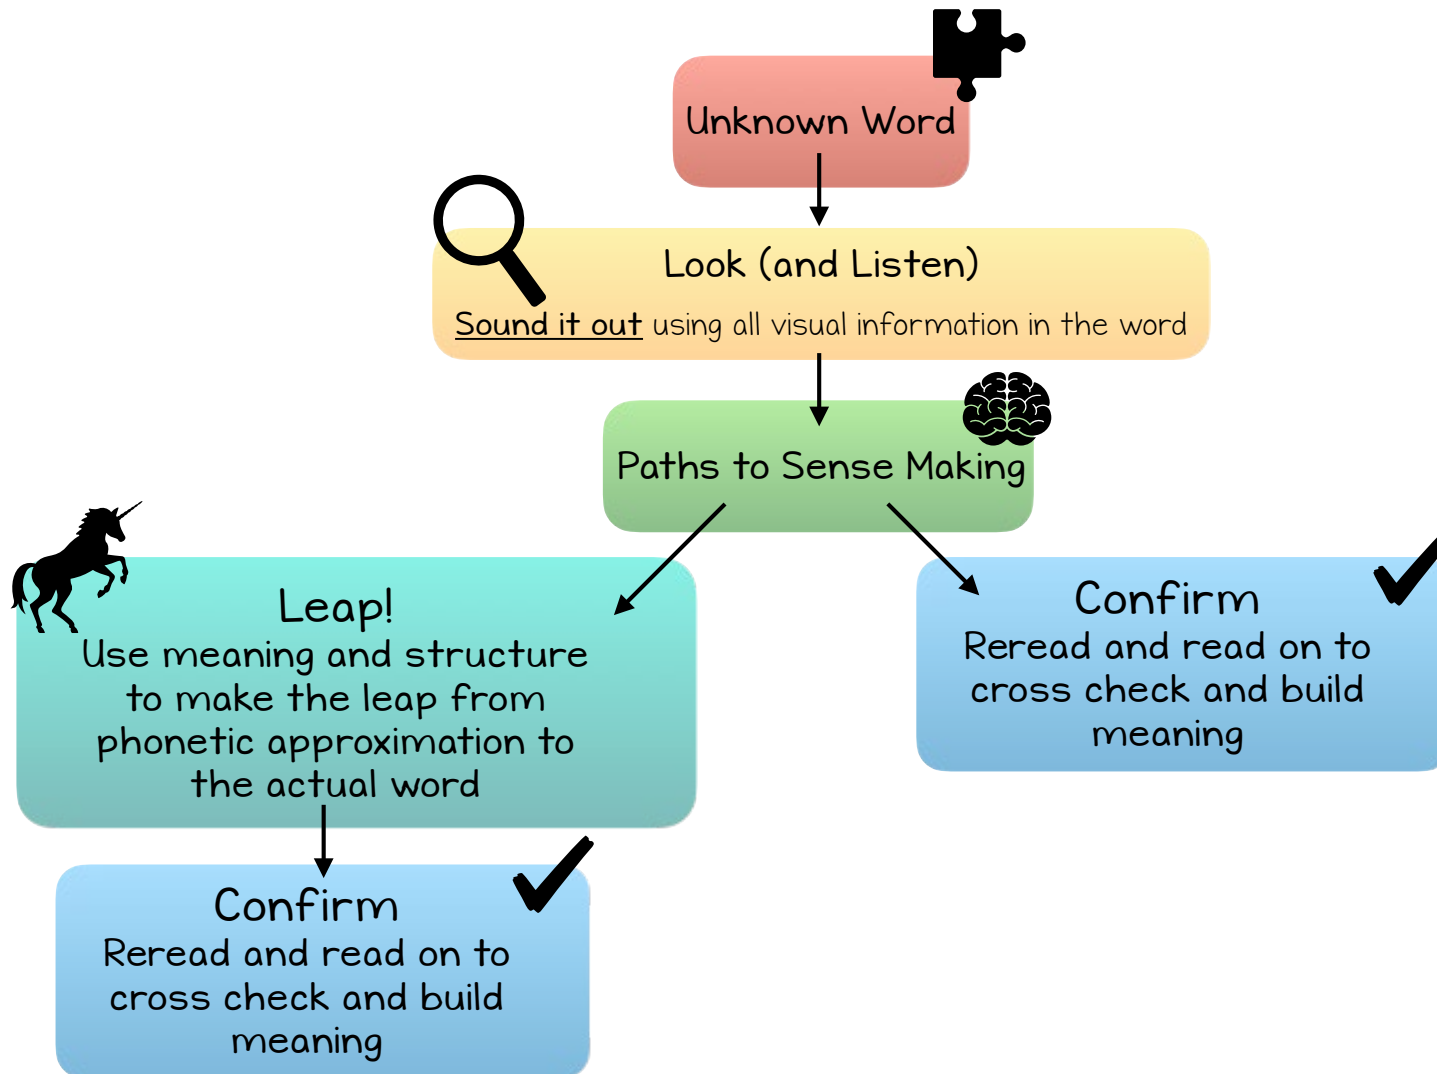 Unknown Word
Look (and Listen)
Sound it out using all visual information in the word
Paths to Sense Making
Leap!
Use meaning and structure
to make the leap from
phonetic approximation to
the actual word
Confirm
Reread and read on to
cross check and build
meaning
Confirm
Reread and read on to
cross check and build
meaning